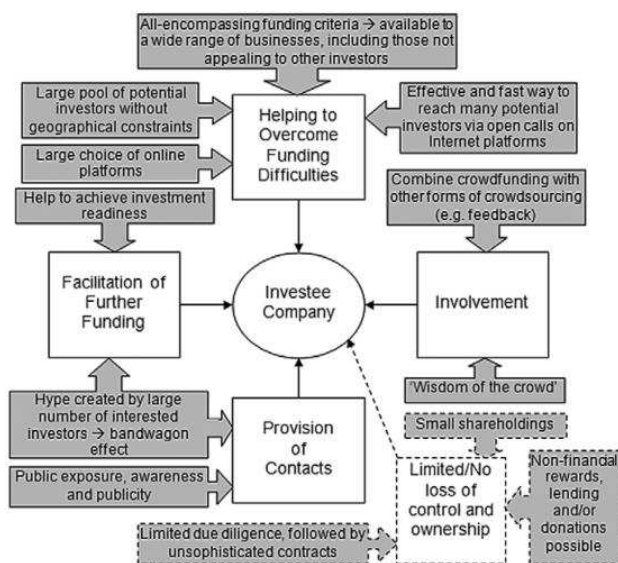 All-encompassing funding criteria → available to
a wide range of businesses, including those not
appealing to other investors
Large pool of potential
investors without
geographical constraints
Helping to
Overcome
Funding
Difficulties
Effective and fast way to
reach many potential
investors via open calls on
Internet platforms
Large choice of online
platforms
Help to achieve investment
readiness
Combine crowdfunding with
other forms of crowdsourcing
(e.g. feedback)
Facilitation of
Further
Funding
Investee
Company
Involvement
Hype created by large
number of interested
investors → bandwagon
effect
'Wisdom of the crowd'
Small shareholdings
Provision
of
Contacts
Public exposure, awareness
and publicity
Limited/No
loss of
control and
ownership
Non-financial
rewards,
lending
and/or
donations
possible
Limited due diligence, followed by
unsophisticated contracts